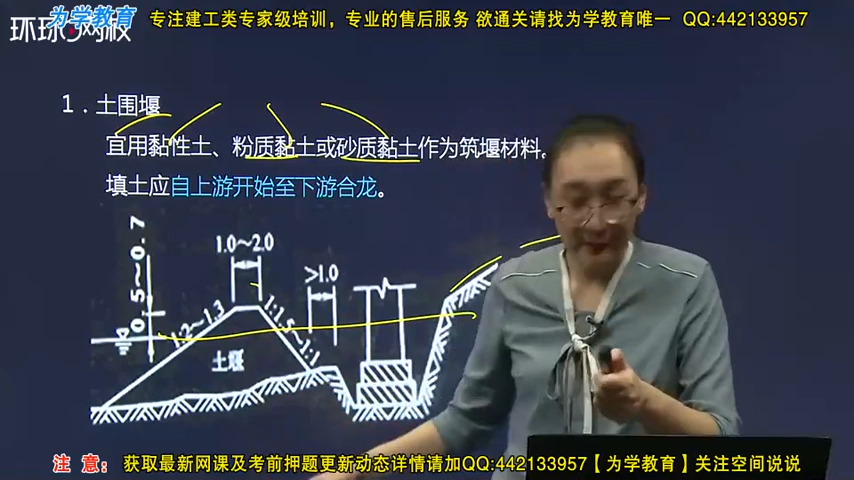 为学教育 专注建工类专家级培训，专业的售后服务 欲通关请找为学教育唯一 QQ:442133957
环球网校
1．土围堰
宜用黏性土、粉质黏土或砂质黏土作为筑堰材料。
填土应自上游开始至下游合龙。
0.5～0.7
1.0～2.0
>1.0
1:2～1:3
1:1.5～1:1
土堰
注 意： 获取最新网课及考前押题更新动态详情请加QQ:442133957【为学教育】关注空间说说